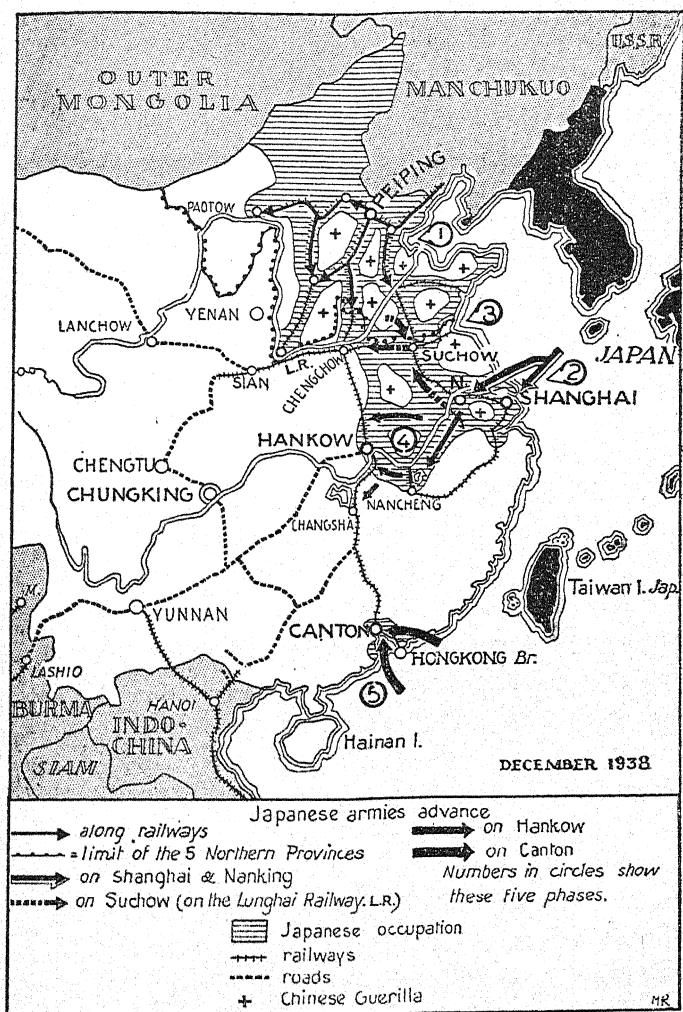 OUTER
MONGOLIA
MANCHUKUO
U.S.S.R
PAOTOW
PEIPING
1
YENAN
3
LANCHOW
SIAN
L.R.
CHENGCHOW
SUCHOW
JAPAN
N.
2
SHANGHAI
HANKOW
4
CHENGTU
CHUNGKING
NANCHENG
CHANGSHA
Taiwan I. Jap.
M.
YUNNAN
CANTON
LASHIO
HONGKONG Br.
BURMA
HANOI
5
INDO-
CHINA
Hainan I.
SIAM
DECEMBER 1938
Japanese armies advance
along railways
= limit of the 5 Northern Provinces
on Shanghai & Nanking
on Suchow (on the Lunghai Railway. L.R.)
on Hankow
on Canton
Numbers in circles show
these five phases.
Japanese occupation
railways
roads
Chinese Guerilla
MR